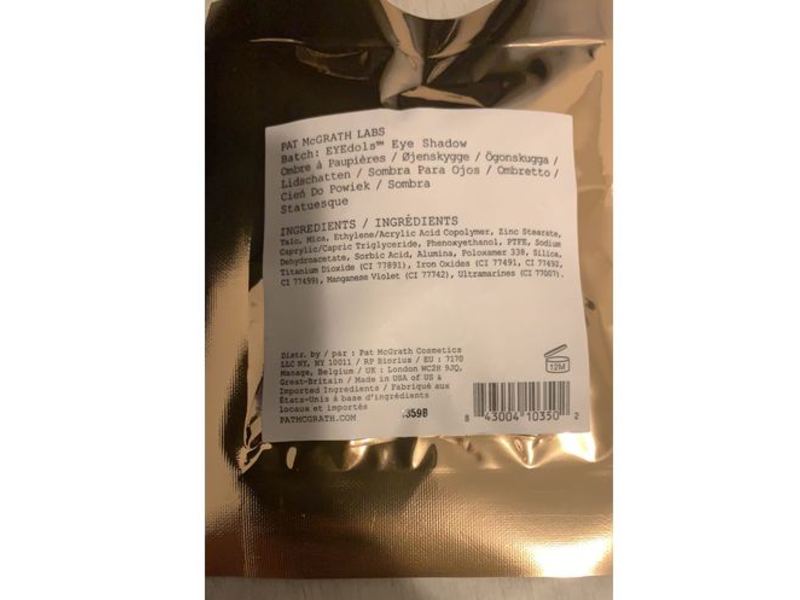 PAT McGRATH LABS
Batch: EYEdols™ Eye Shadow
Ombre à Paupières / Øjenskygge / Ögonskugga /
Lidschatten / Sombra Para Ojos / Ombretto /
Cień Do Powiek / Sombra
Statuesque
INGREDIENTS / INGRÉDIENTS
Talc, Mica, Ethylene/Acrylic Acid Copolymer, Zinc Stearate,
Caprylic/Capric Triglyceride, Phenoxyethanol, PTFE, Sodium
Dehydroacetate, Sorbic Acid, Alumina, Poloxamer 338, Silica,
Titanium Dioxide (CI 77891), Iron Oxides (CI 77491, CI 77492,
CI 77499), Manganese Violet (CI 77742), Ultramarines (CI 77007).
Distr. by / par : Pat McGrath Cosmetics
LLC NY, NY 10011 / RP Biorius / EU : 7170
Manage, Belgium / UK : London WC2H 9JQ,
Great-Britain / Made in USA of US &
Imported Ingredients / Fabriqué aux
États-Unis à base d'ingrédients
locaux et importés
PATMCGRATH.COM
359B
12M
8 43004 10350 2